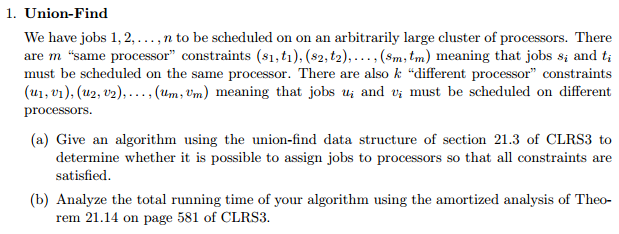 1. Union-Find
We have jobs 1, 2, . . . , n to be scheduled on on an arbitrarily large cluster of processors. There
are m “same processor” constraints (s₁, t₁), (s₂, t₂), . . . , (sₘ, tₘ) meaning that jobs sᵢ and tᵢ
must be scheduled on the same processor. There are also k “different processor” constraints
(u₁, v₁), (u₂, v₂), . . . , (uₘ, vₘ) meaning that jobs uᵢ and vᵢ must be scheduled on different
processors.
(a) Give an algorithm using the union-find data structure of section 21.3 of CLRS3 to
determine whether it is possible to assign jobs to processors so that all constraints are
satisfied.
(b) Analyze the total running time of your algorithm using the amortized analysis of Theo-
rem 21.14 on page 581 of CLRS3.